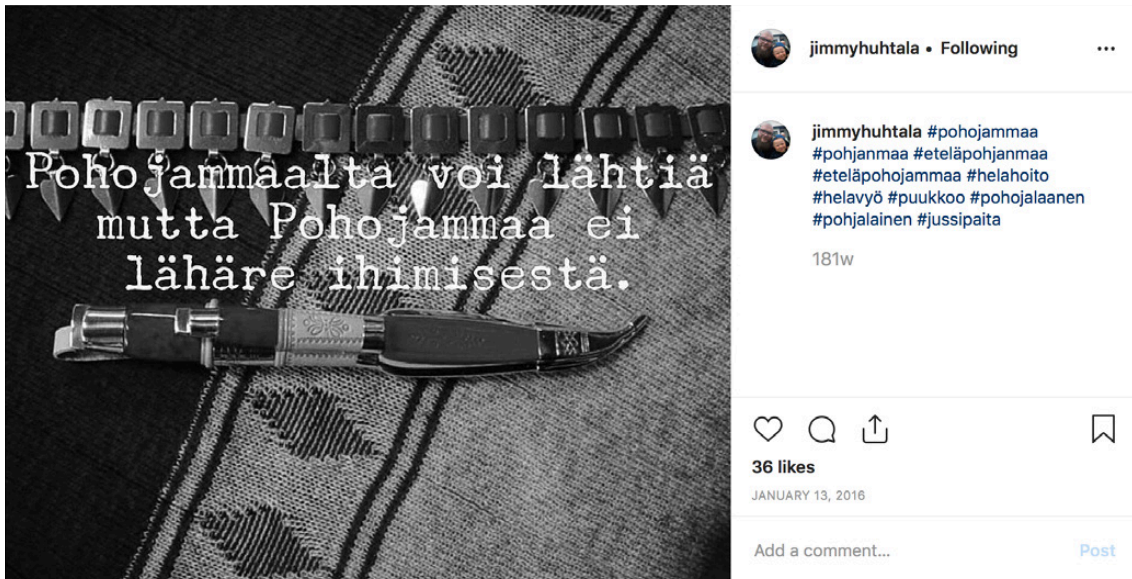 Pohojammaalta voi lähtiä
mutta Pohojammaa ei
lähäre ihimisestä.
jimmyhuhtala • Following
jimmyhuhtala #pohojammaa
#pohjanmaa #eteläpohjanmaa
#eteläpohojammaa #helahoito
#helavyö #puukkoo #pohojalaanen
#pohjalainen #jussipaita
181w
36 likes
JANUARY 13, 2016
Add a comment...
Post